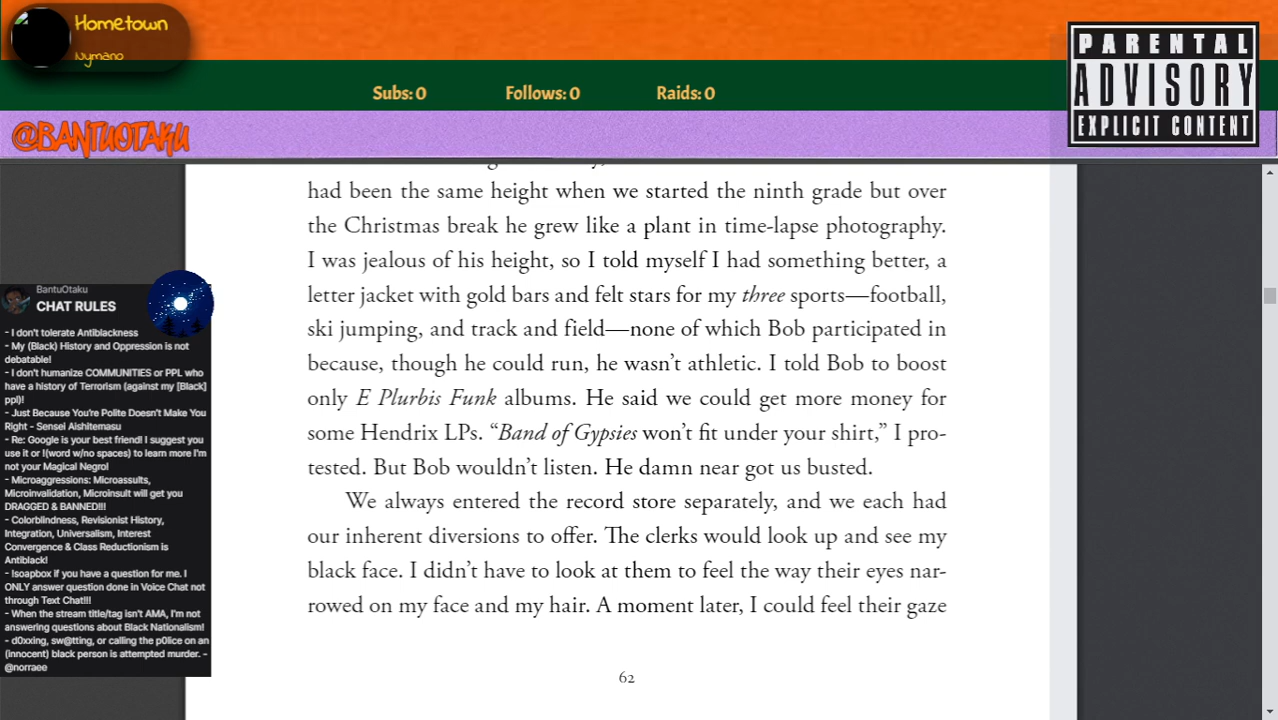 Hometown
Nymano
PARENTAL
ADVISORY
EXPLICIT CONTENT
Subs: 0
Follows: 0
Raids: 0
@BANTUOTAKU
had been the same height when we started the ninth grade but over
the Christmas break he grew like a plant in time-lapse photography.
I was jealous of his height, so I told myself I had something better, a
letter jacket with gold bars and felt stars for my three sports—football,
ski jumping, and track and field—none of which Bob participated in
because, though he could run, he wasn't athletic. I told Bob to boost
only E Plurbis Funk albums. He said we could get more money for
some Hendrix LPs. “Band of Gypsies won't fit under your shirt,” I pro-
tested. But Bob wouldn't listen. He damn near got us busted.
We always entered the record store separately, and we each had
our inherent diversions to offer. The clerks would look up and see my
black face. I didn't have to look at them to feel the way their eyes nar-
rowed on my face and my hair. A moment later, I could feel their gaze
62
BantuOtaku
CHAT RULES
- I don't tolerate Antiblackness
- My (Black) History and Oppression is not
debatable!
- I don't humanize COMMUNITIES or PPL who
have a history of Terrorism (against my [Black]
ppl)!
- Just Because You're Polite Doesn't Make You
Right - Sensei Aishitemasu
- Re: Google is your best friend! I suggest you
use it or !(word w/no spaces) to learn more I'm
not your Magical Negro!
- Microaggressions: Microassults,
Microinvalidation, Microinsult will get you
DRAGGED & BANNED!!!
- Colorblindness, Revisionist History,
Integration, Universalism, Interest
Convergence & Class Reductionism is
Antiblack!
- !soapbox if you have a question for me. I
ONLY answer question done in Voice Chat not
through Text Chat!!!
- When the stream title/tag isn't AMA, I'm not
answering questions about Black Nationalism!
- d0xxing, sw@tting, or calling the p0lice on an
(innocent) black person is attempted murder. -
@norraee